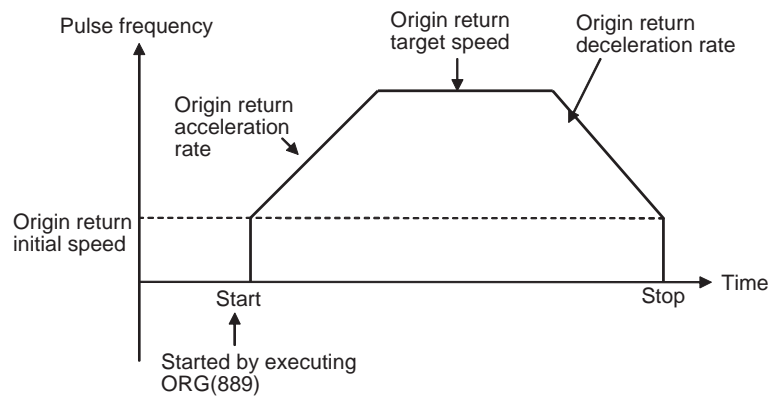 Pulse frequency
Origin return
target speed
Origin return
deceleration rate
Origin return
acceleration
rate
Origin return
initial speed
Start
Stop
Time
Started by executing
ORG(889)